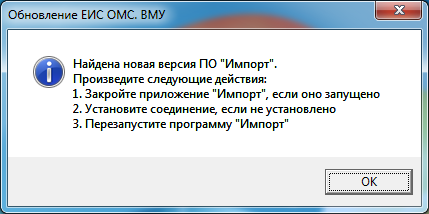 Обновление ЕИС ОМС. ВМУ
Найдена новая версия ПО "Импорт".
Произведите следующие действия:
1. Закройте приложение "Импорт", если оно запущено
2. Установите соединение, если не установлено
3. Перезапустите программу "Импорт"
OK